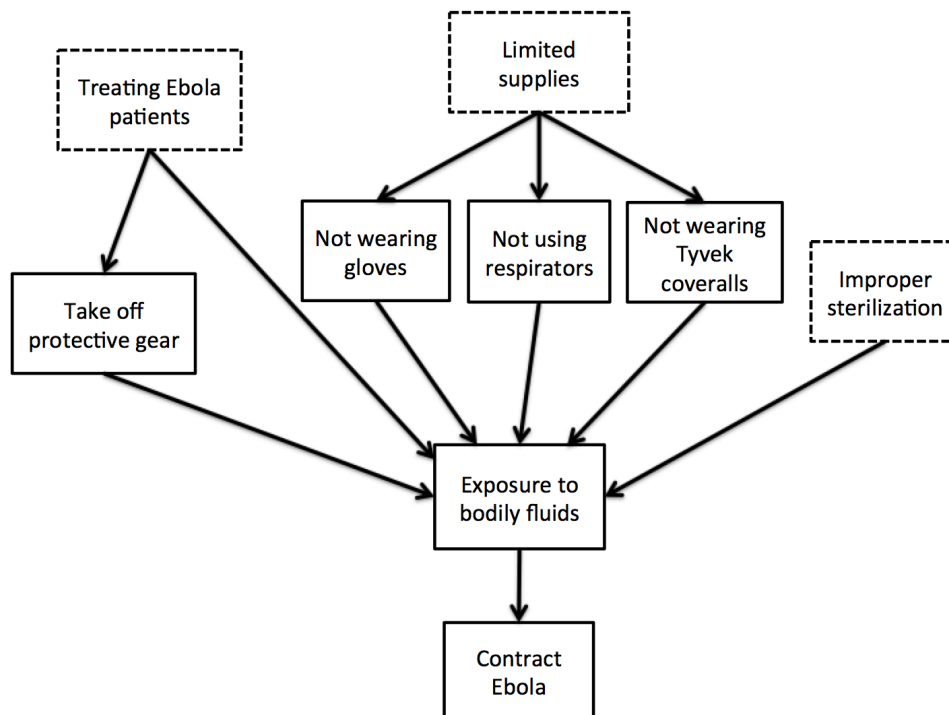 Limited
supplies
Treating Ebola
patients
Not wearing
gloves
Not using
respirators
Not wearing
Tyvek
coveralls
Improper
sterilization
Take off
protective gear
Exposure to
bodily fluids
Contract
Ebola